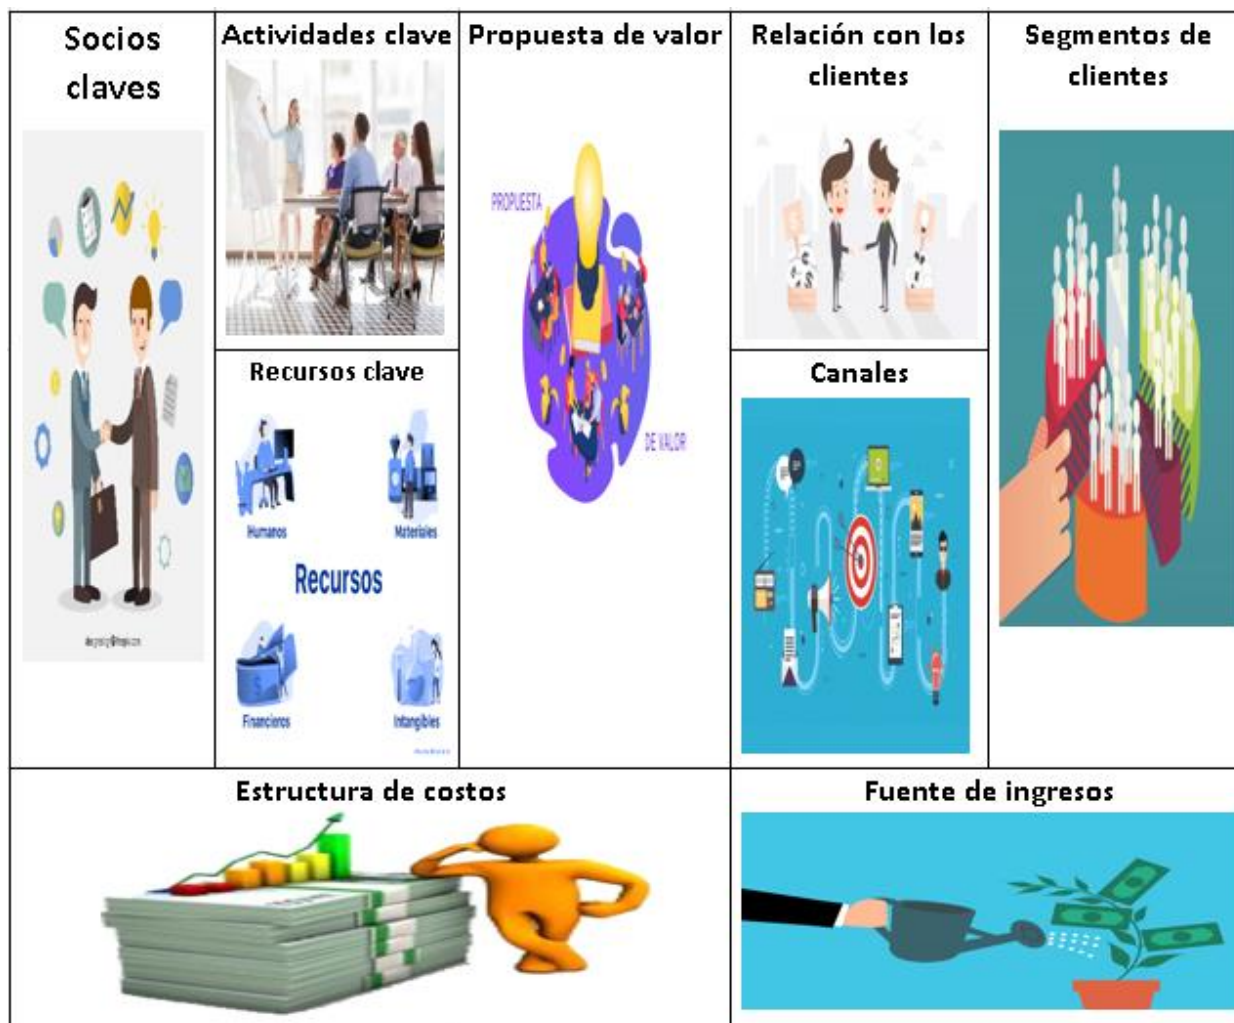 Socios
claves
Actividades clave
Propuesta de valor
PROPUESTA
DE VALOR
Relación con los
clientes
Segmentos de
clientes
Recursos clave
Humanos
Materiales
Recursos
Financieros
Intangibles
Canales
Estructura de costos
Fuente de ingresos